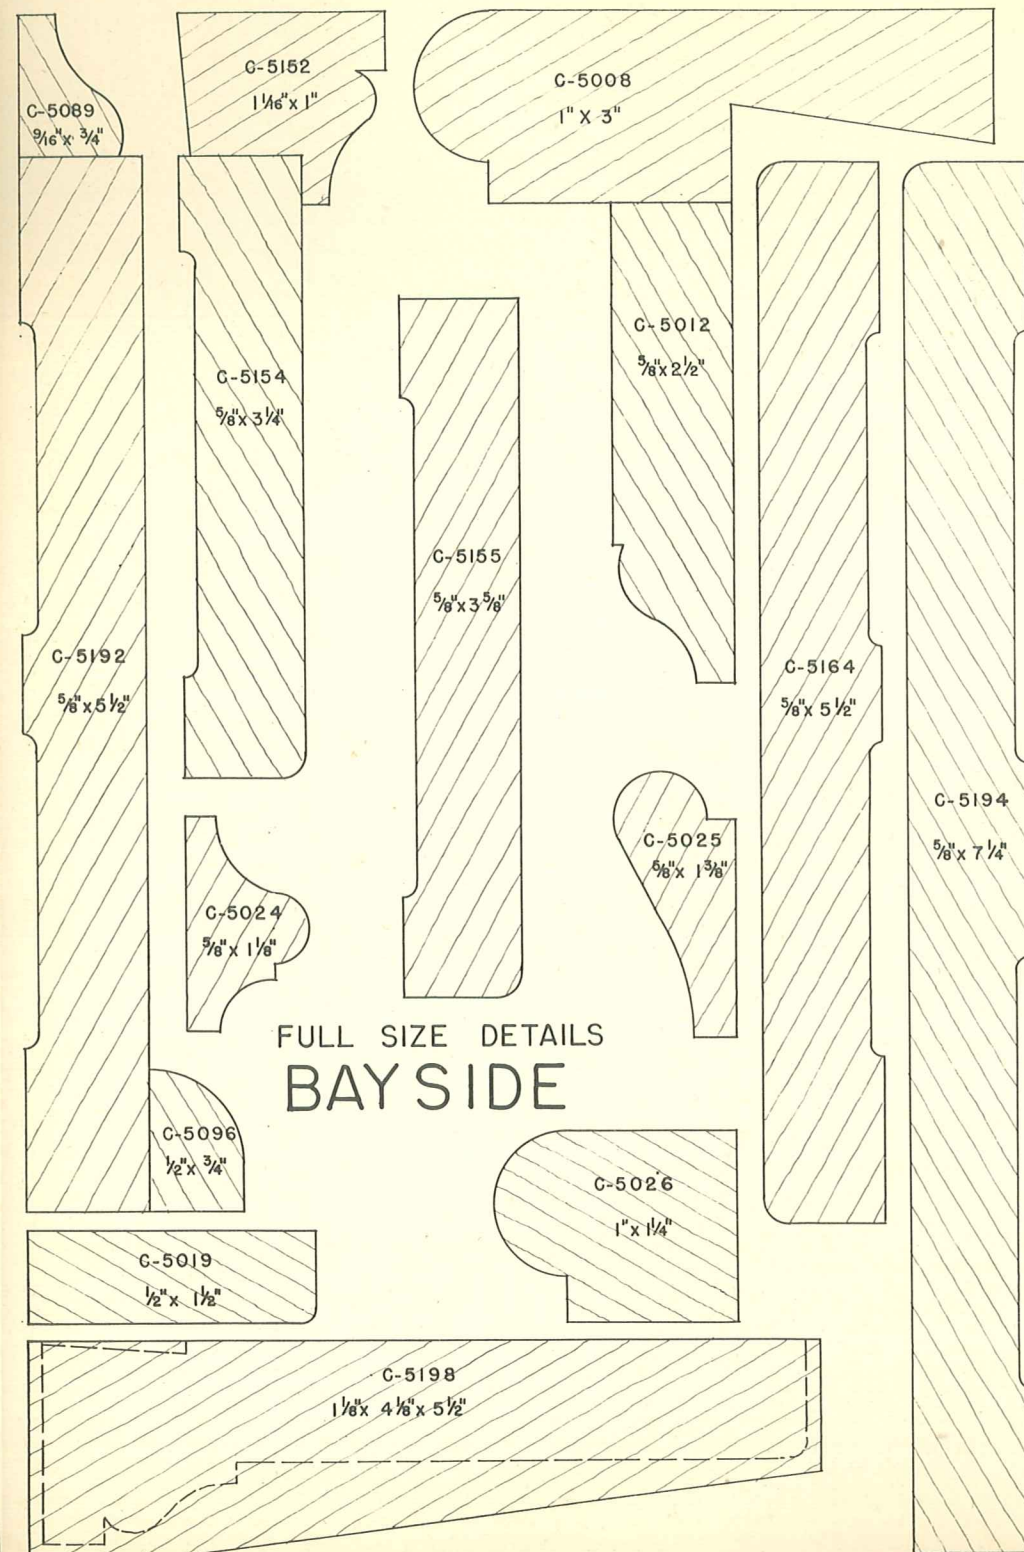 C-5089
9/16" x 3/4"
C-5152
1 1/16" x 1"
C-5008
1" X 3"
C-5012
5/8" x 2 1/2"
C-5154
5/8" x 3 1/4"
C-5155
5/8" x 3 5/8"
C-5192
5/8" x 5 1/2"
C-5164
5/8" x 5 1/2"
C-5194
5/8" x 7 1/4"
C-5025
5/8" x 1 3/8"
C-5024
5/8" x 1 1/8"
FULL SIZE DETAILS
BAYSIDE
C-5096
1/2" x 3/4"
C-5026
1" x 1 1/4"
C-5019
1/2" x 1 1/2"
C-5198
1 1/8" x 4 1/8" x 5 1/2"